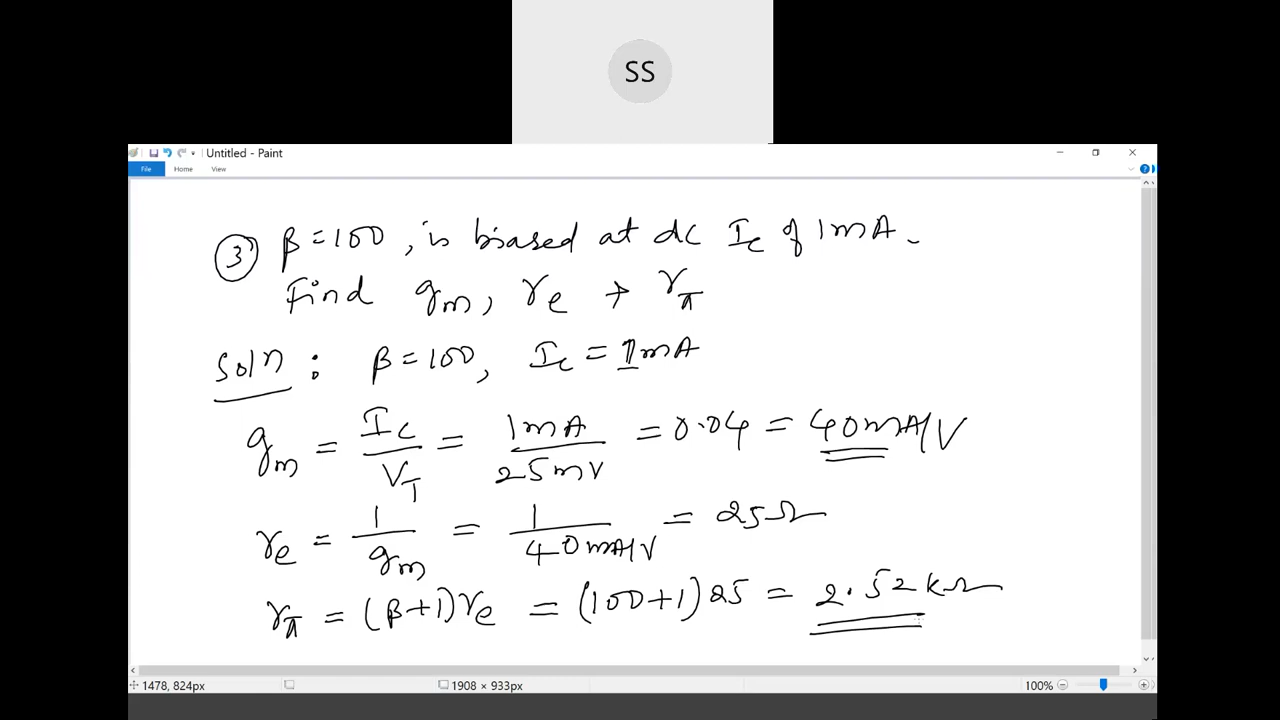 SS
Untitled - Paint
File Home View
③ β=100, is biased at dc Ic of 1mA.
Find gm, re + rπ
Soln : β=100, Ic = 1mA
gm = Ic/VT = 1mA/25mV = 0.04 = 40mA/V
re = 1/gm = 1/40mA/V = 25Ω
rπ = (β+1)re = (100+1)25 = 2.52kΩ
1478, 824px 1908 × 933px 100%